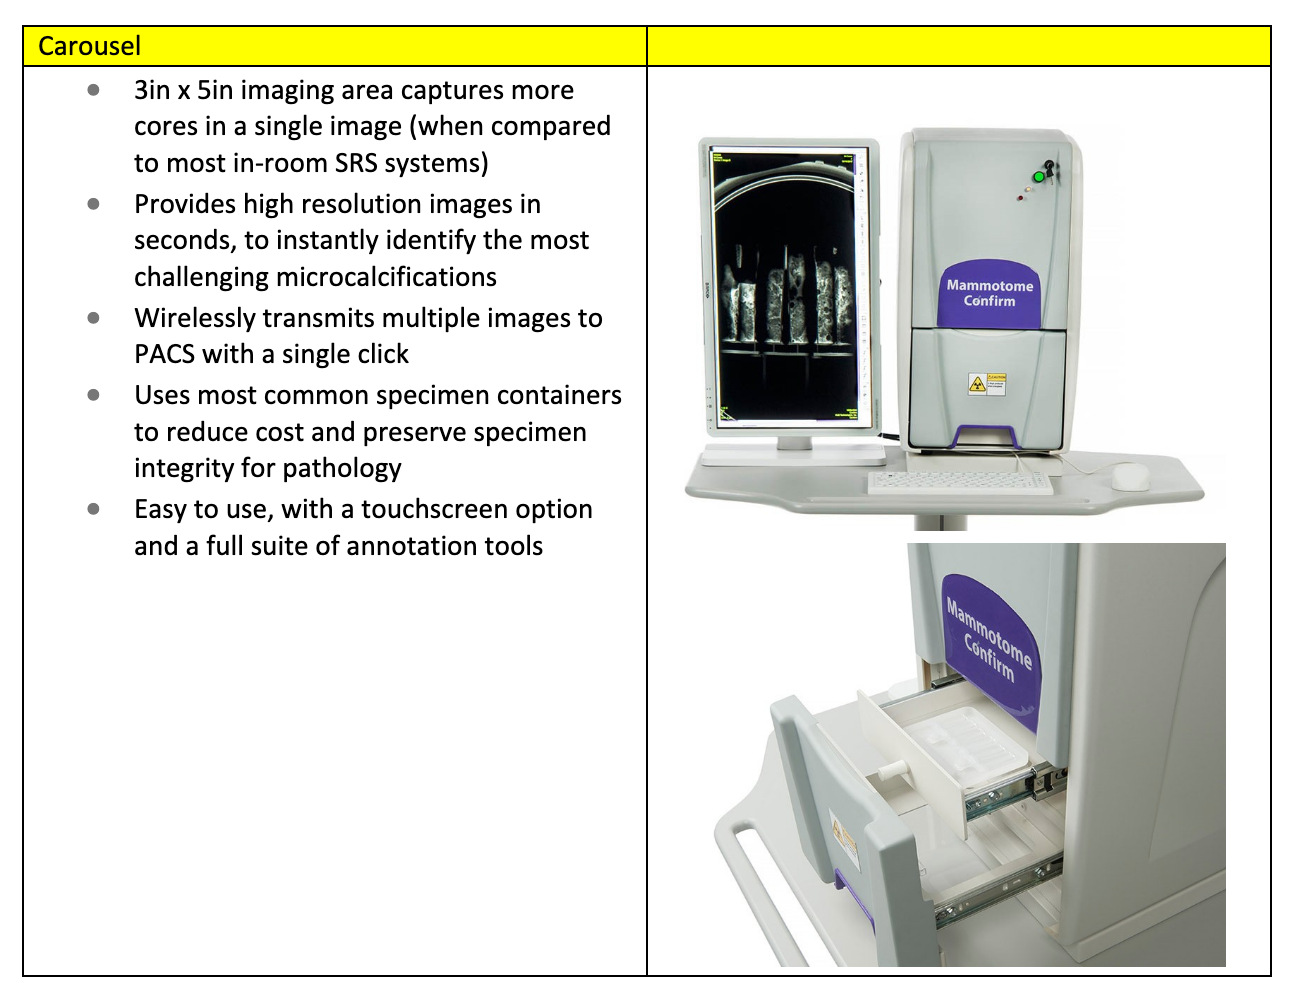 Carousel
3in x 5in imaging area captures more
cores in a single image (when compared
to most in-room SRS systems)
Provides high resolution images in
seconds, to instantly identify the most
challenging microcalcifications
Wirelessly transmits multiple images to
PACS with a single click
Uses most common specimen containers
to reduce cost and preserve specimen
integrity for pathology
Easy to use, with a touchscreen option
and a full suite of annotation tools
Mammotome
Confirm
Mammotome
Confirm